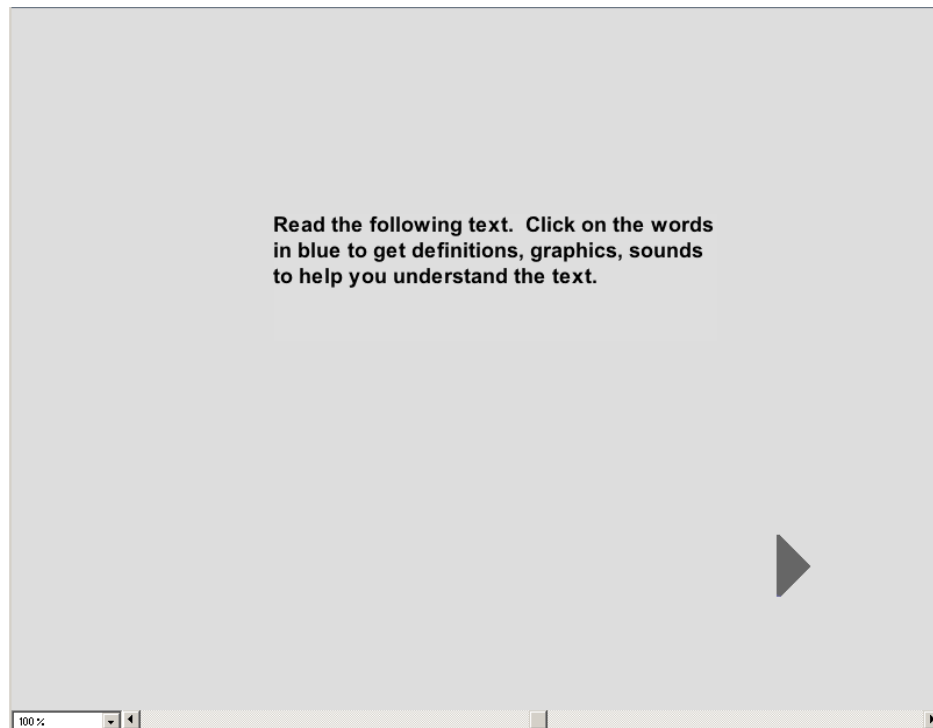 Read the following text.  Click on the words
in blue to get definitions, graphics, sounds
to help you understand the text.
100 %